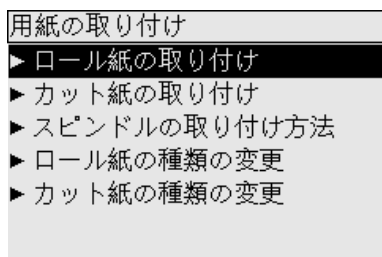 用紙の取り付け
▶ ロール紙の取り付け
▶ カット紙の取り付け
▶ スピンドルの取り付け方法
▶ ロール紙の種類の変更
▶ カット紙の種類の変更